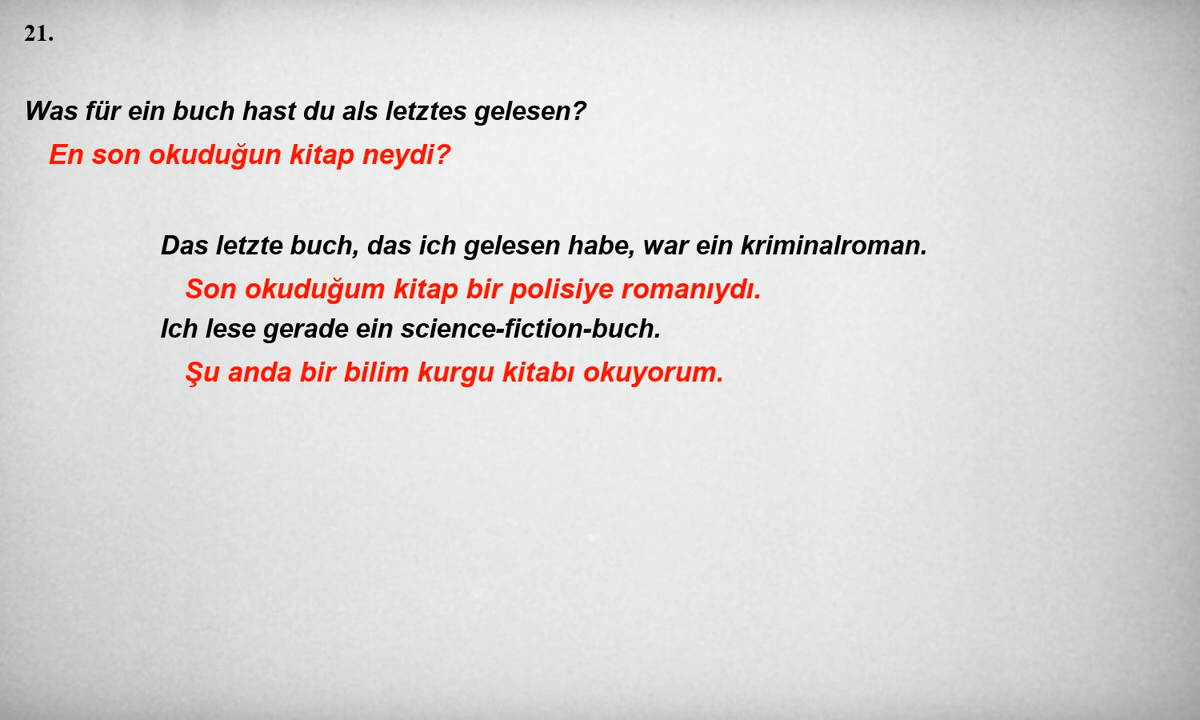 21.
Was für ein buch hast du als letztes gelesen?
En son okuduğun kitap neydi?
Das letzte buch, das ich gelesen habe, war ein kriminalroman.
Son okuduğum kitap bir polisiye romanıydı.
Ich lese gerade ein science-fiction-buch.
Şu anda bir bilim kurgu kitabı okuyorum.